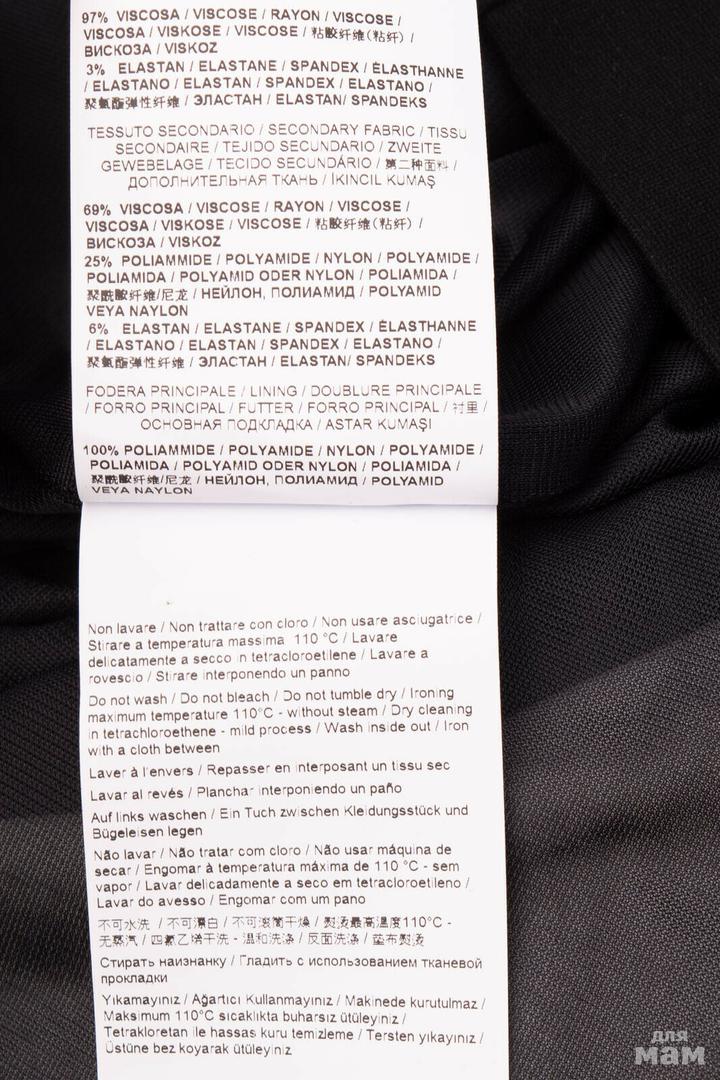 97% VISCOSA / VISCOSE / RAYON / VISCOSE /
VISCOSA / VISKOSE / VISCOSE / 粘胶纤维(粘纤) /
ВИСКОЗА / VISKOZ
3% ELASTAN / ELASTANE / SPANDEX / ÉLASTHANNE
/ ELASTANO / ELASTAN / SPANDEX / ELASTANO /
聚氨酯弹性纤维 / ЭЛАСТАН / ELASTAN/ SPANDEKS
TESSUTO SECONDARIO / SECONDARY FABRIC / TISSU
SECONDAIRE / TEJIDO SECUNDARIO / ZWEITE
GEWEBELAGE / TECIDO SECUNDÁRIO / 第二种面料 /
ДОПОЛНИТЕЛЬНАЯ ТКАНЬ / İKINCIL KUMAŞ
69% VISCOSA / VISCOSE / RAYON / VISCOSE /
VISCOSA / VISKOSE / VISCOSE / 粘胶纤维(粘纤) /
ВИСКОЗА / VISKOZ
25% POLIAMMIDE / POLYAMIDE / NYLON / POLYAMIDE /
POLIAMIDA / POLYAMID ODER NYLON / POLIAMIDA /
聚酰胺纤维/尼龙 / НЕЙЛОН, ПОЛИАМИД / POLYAMID
VEYA NAYLON
6% ELASTAN / ELASTANE / SPANDEX / ÉLASTHANNE
/ ELASTANO / ELASTAN / SPANDEX / ELASTANO /
聚氨酯弹性纤维 / ЭЛАСТАН / ELASTAN/ SPANDEKS
FODERA PRINCIPALE / LINING / DOUBLURE PRINCIPALE
/ FORRO PRINCIPAL / FUTTER / FORRO PRINCIPAL / 衬里 /
ОСНОВНАЯ ПОДКЛАДКА / ASTAR KUMAŞI
100% POLIAMMIDE / POLYAMIDE / NYLON / POLYAMIDE /
POLIAMIDA / POLYAMID ODER NYLON / POLIAMIDA /
聚酰胺纤维/尼龙 / НЕЙЛОН, ПОЛИАМИД / POLYAMID
VEYA NAYLON
Non lavare / Non trattare con cloro / Non usare asciugatrice /
Stirare a temperatura massima 110 °C / Lavare
delicatamente a secco in tetracloroetilene / Lavare a
rovescio / Stirare interponendo un panno
Do not wash / Do not bleach / Do not tumble dry / Ironing
maximum temperature 110°C - without steam / Dry cleaning
in tetrachloroethene - mild process / Wash inside out / Iron
with a cloth between
Laver à l'envers / Repasser en interposant un tissu sec
Lavar al revés / Planchar interponiendo un paño
Auf links waschen / Ein Tuch zwischen Kleidungsstück und
Bügeleisen legen
Não lavar / Não tratar com cloro / Não usar máquina de
secar / Engomar à temperatura máxima de 110 °C - sem
vapor / Lavar delicadamente a seco em tetracloroetileno /
Lavar do avesso / Engomar com um pano
不可水洗 / 不可漂白 / 不可滚筒干燥 / 熨烫最高温度110°C -
无蒸汽 / 四氯乙烯干洗 - 温和洗涤 / 反面洗涤 / 垫布熨烫
Стирать наизнанку / Гладить с использованием тканевой
прокладки
Yıkamayınız / Ağartıcı Kullanmayınız / Makinede kurutulmaz /
Maksimum 110°C sıcaklıkta buharsız ütüleyiniz /
Tetrakloretan ile hassas kuru temizleme / Tersten yıkayınız /
Üstüne bez koyarak ütüleyiniz
для
мам